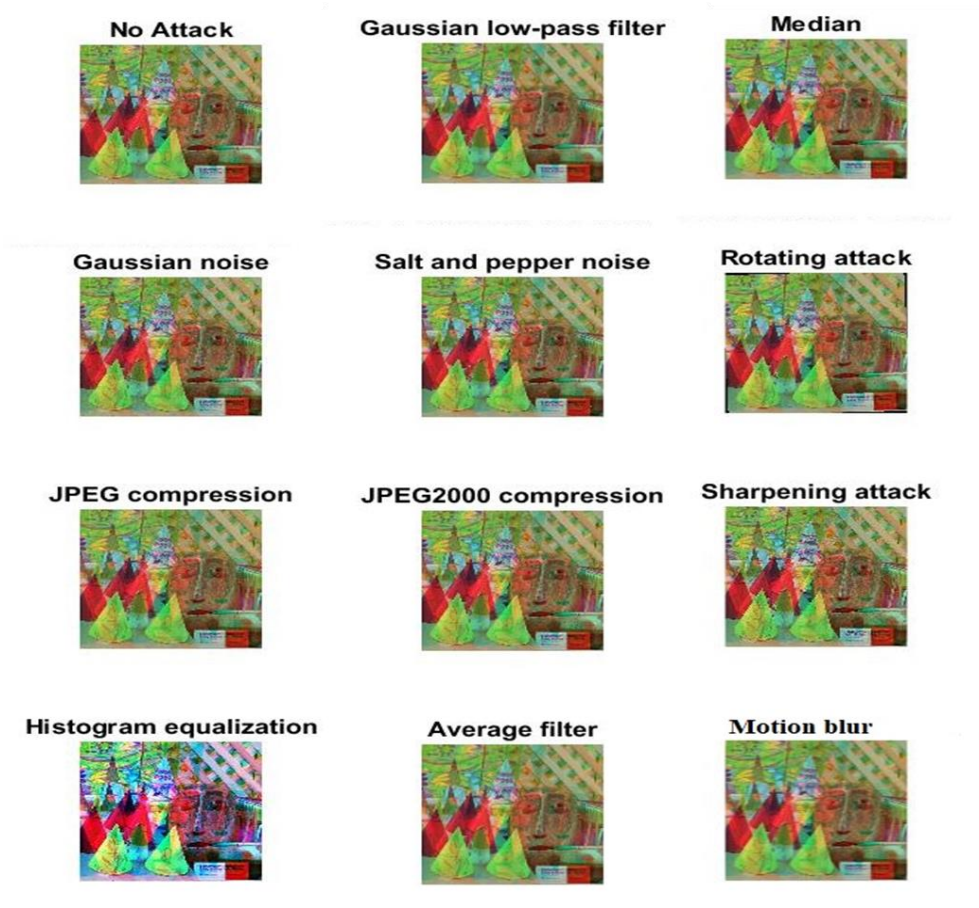 No Attack
Gaussian low-pass filter
Median
Gaussian noise
Salt and pepper noise
Rotating attack
JPEG compression
JPEG2000 compression
Sharpening attack
Histogram equalization
Average filter
Motion blur